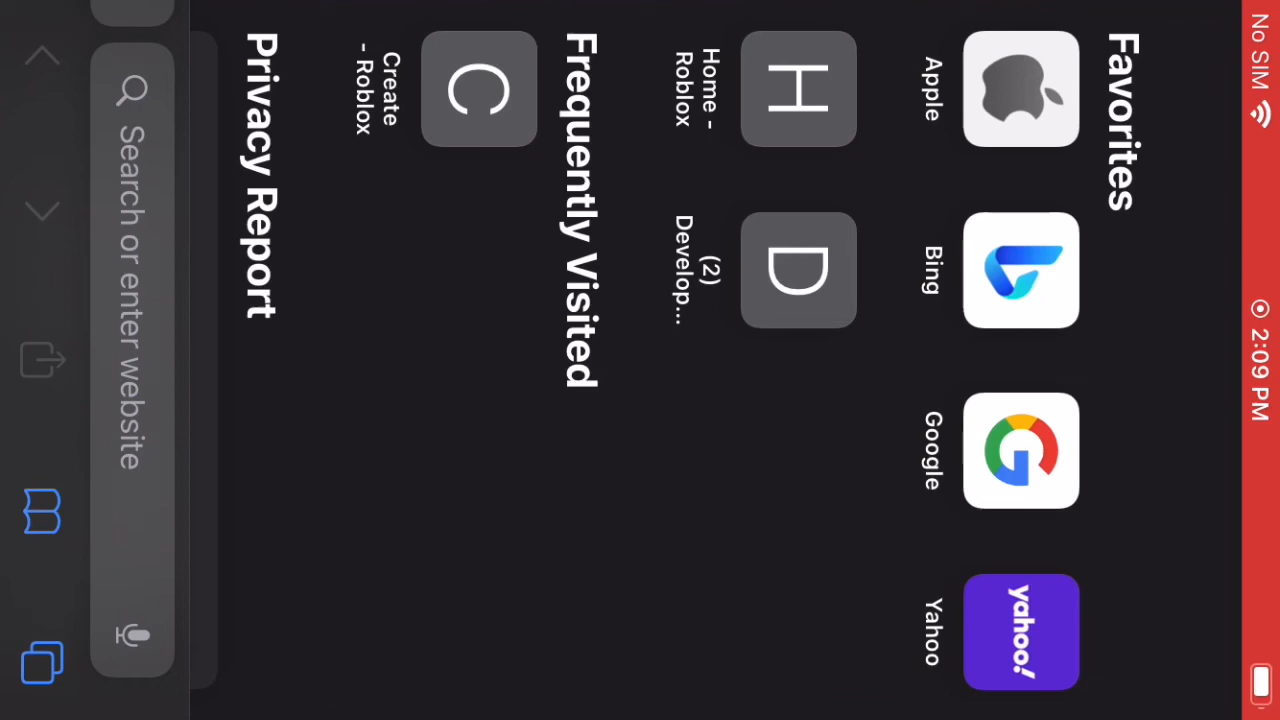 No SIM 2:09 PM
Favorites
yahoo!
Apple Bing Google Yahoo
H D
Home -
Roblox
(2)
Develop...
Frequently Visited
C
Create
- Roblox
Privacy Report
Search or enter website